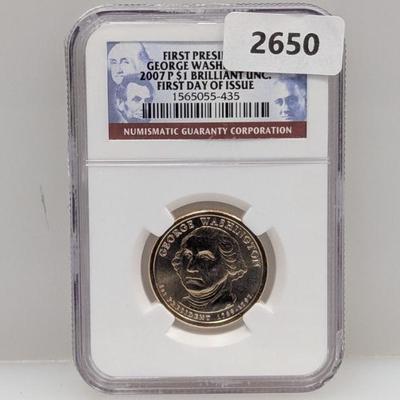 2650
FIRST PRESID
GEORGE WASH
2007 P $1 BRILLIANT UNC.
FIRST DAY OF ISSUE
1565055-435
NUMISMATIC GUARANTY CORPORATION
GEORGE WASHINGTON
1st PRESIDENT 1789-1797